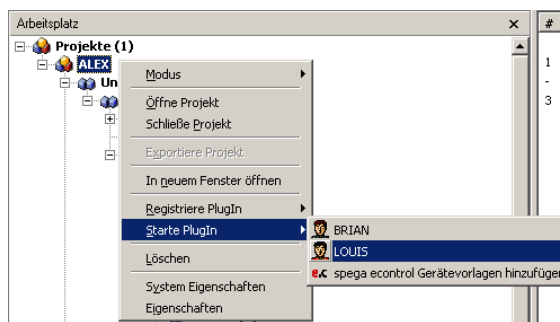 Arbeitsplatz
#
Projekte (1)
ALEX
1
Un
-
3
Modus
Öffne Projekt
Schließe Projekt
Exportiere Projekt
In neuem Fenster öffnen
Registriere PlugIn
Starte PlugIn
BRIAN
LOUIS
Löschen
e.c spega econtrol Gerätevorlagen hinzufüger
System Eigenschaften
Eigenschaften